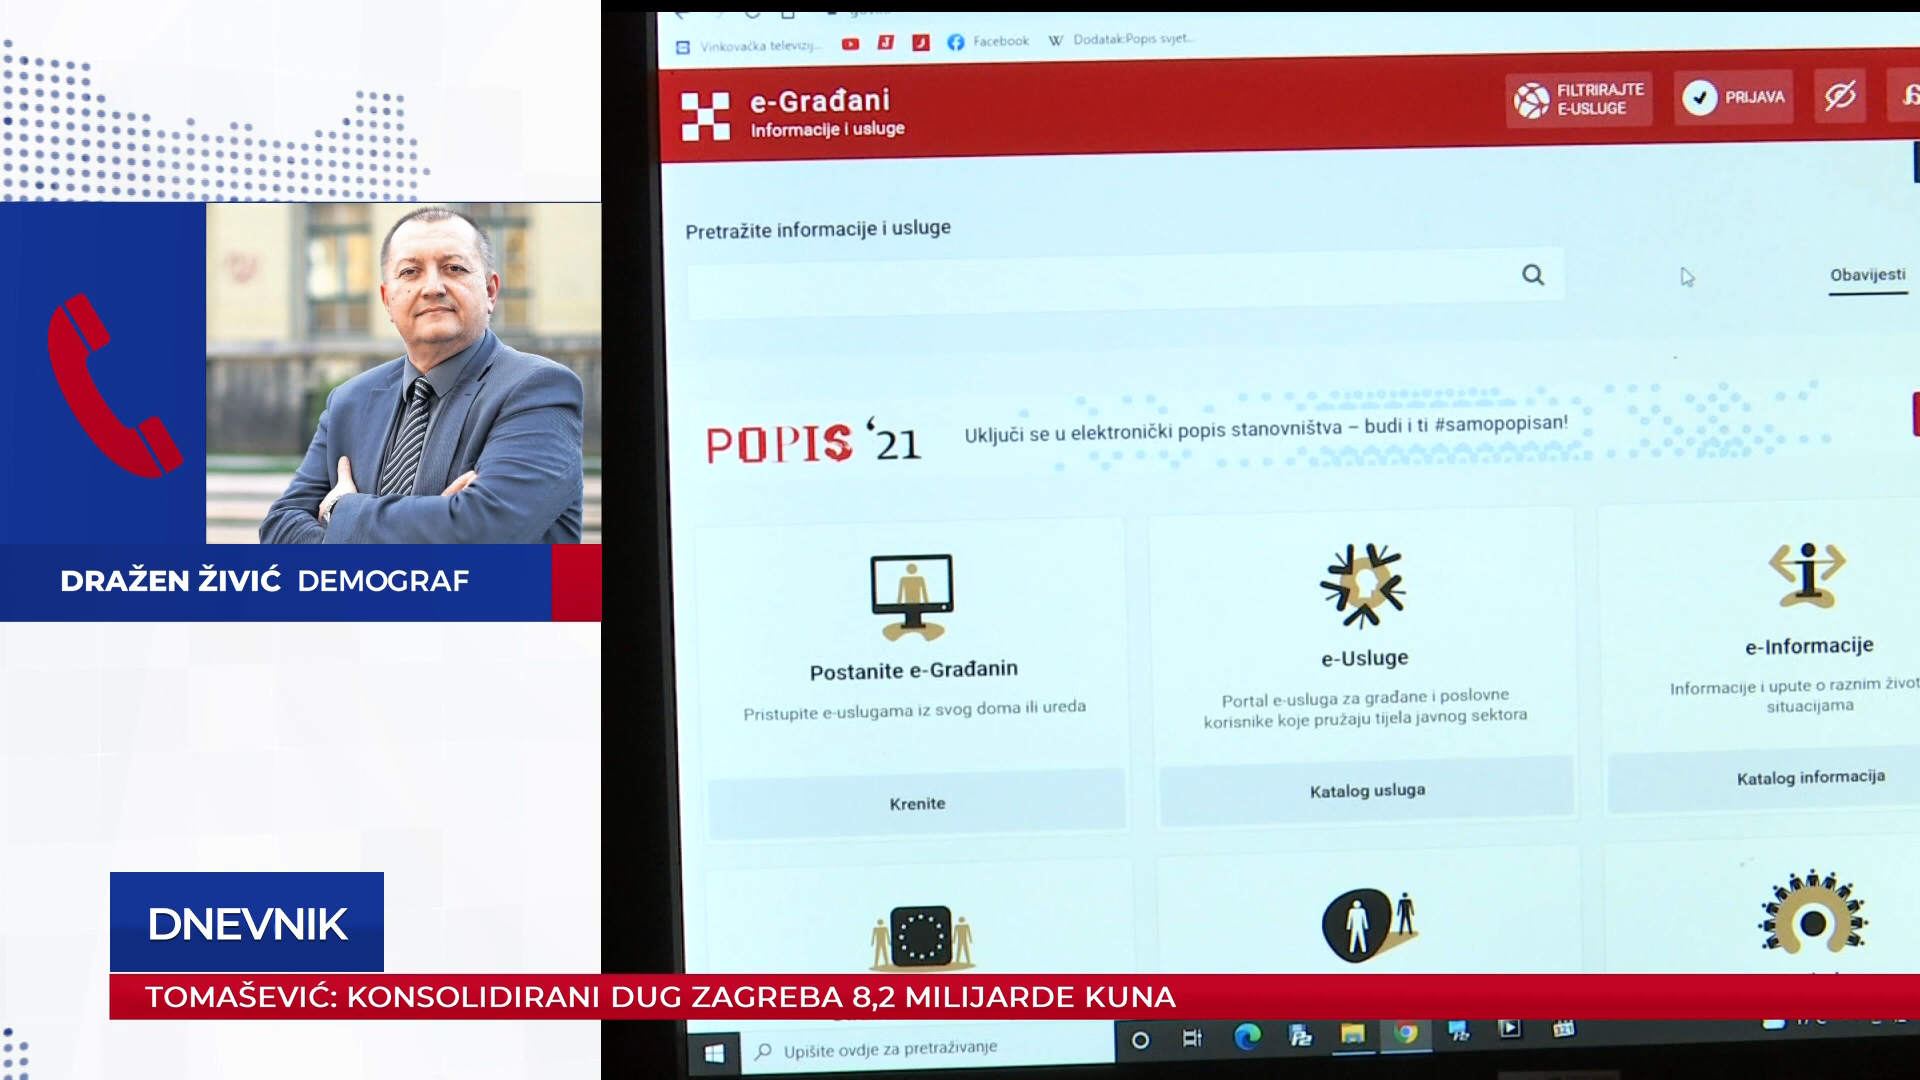 Vinkovačka televizij...
Facebook
Dodatak:Popis svjet...
e-Građani
Informacije i usluge
FILTRIRAJTE
E-USLUGE
PRIJAVA
Pretražite informacije i usluge
Obavijesti
POPIS '21
Uključi se u elektronički popis stanovništva – budi i ti #samopopisan!
Postanite e-Građanin
Pristupite e-uslugama iz svog doma ili ureda
Krenite
e-Usluge
Portal e-usluga za građane i poslovne
korisnike koje pružaju tijela javnog sektora
Katalog usluga
e-Informacije
Informacije i upute o raznim život
situacijama
Katalog informacija
DRAŽEN ŽIVIĆ DEMOGRAF
DNEVNIK
TOMAŠEVIĆ: KONSOLIDIRANI DUG ZAGREBA 8,2 MILIJARDE KUNA
Upišite ovdje za pretraživanje